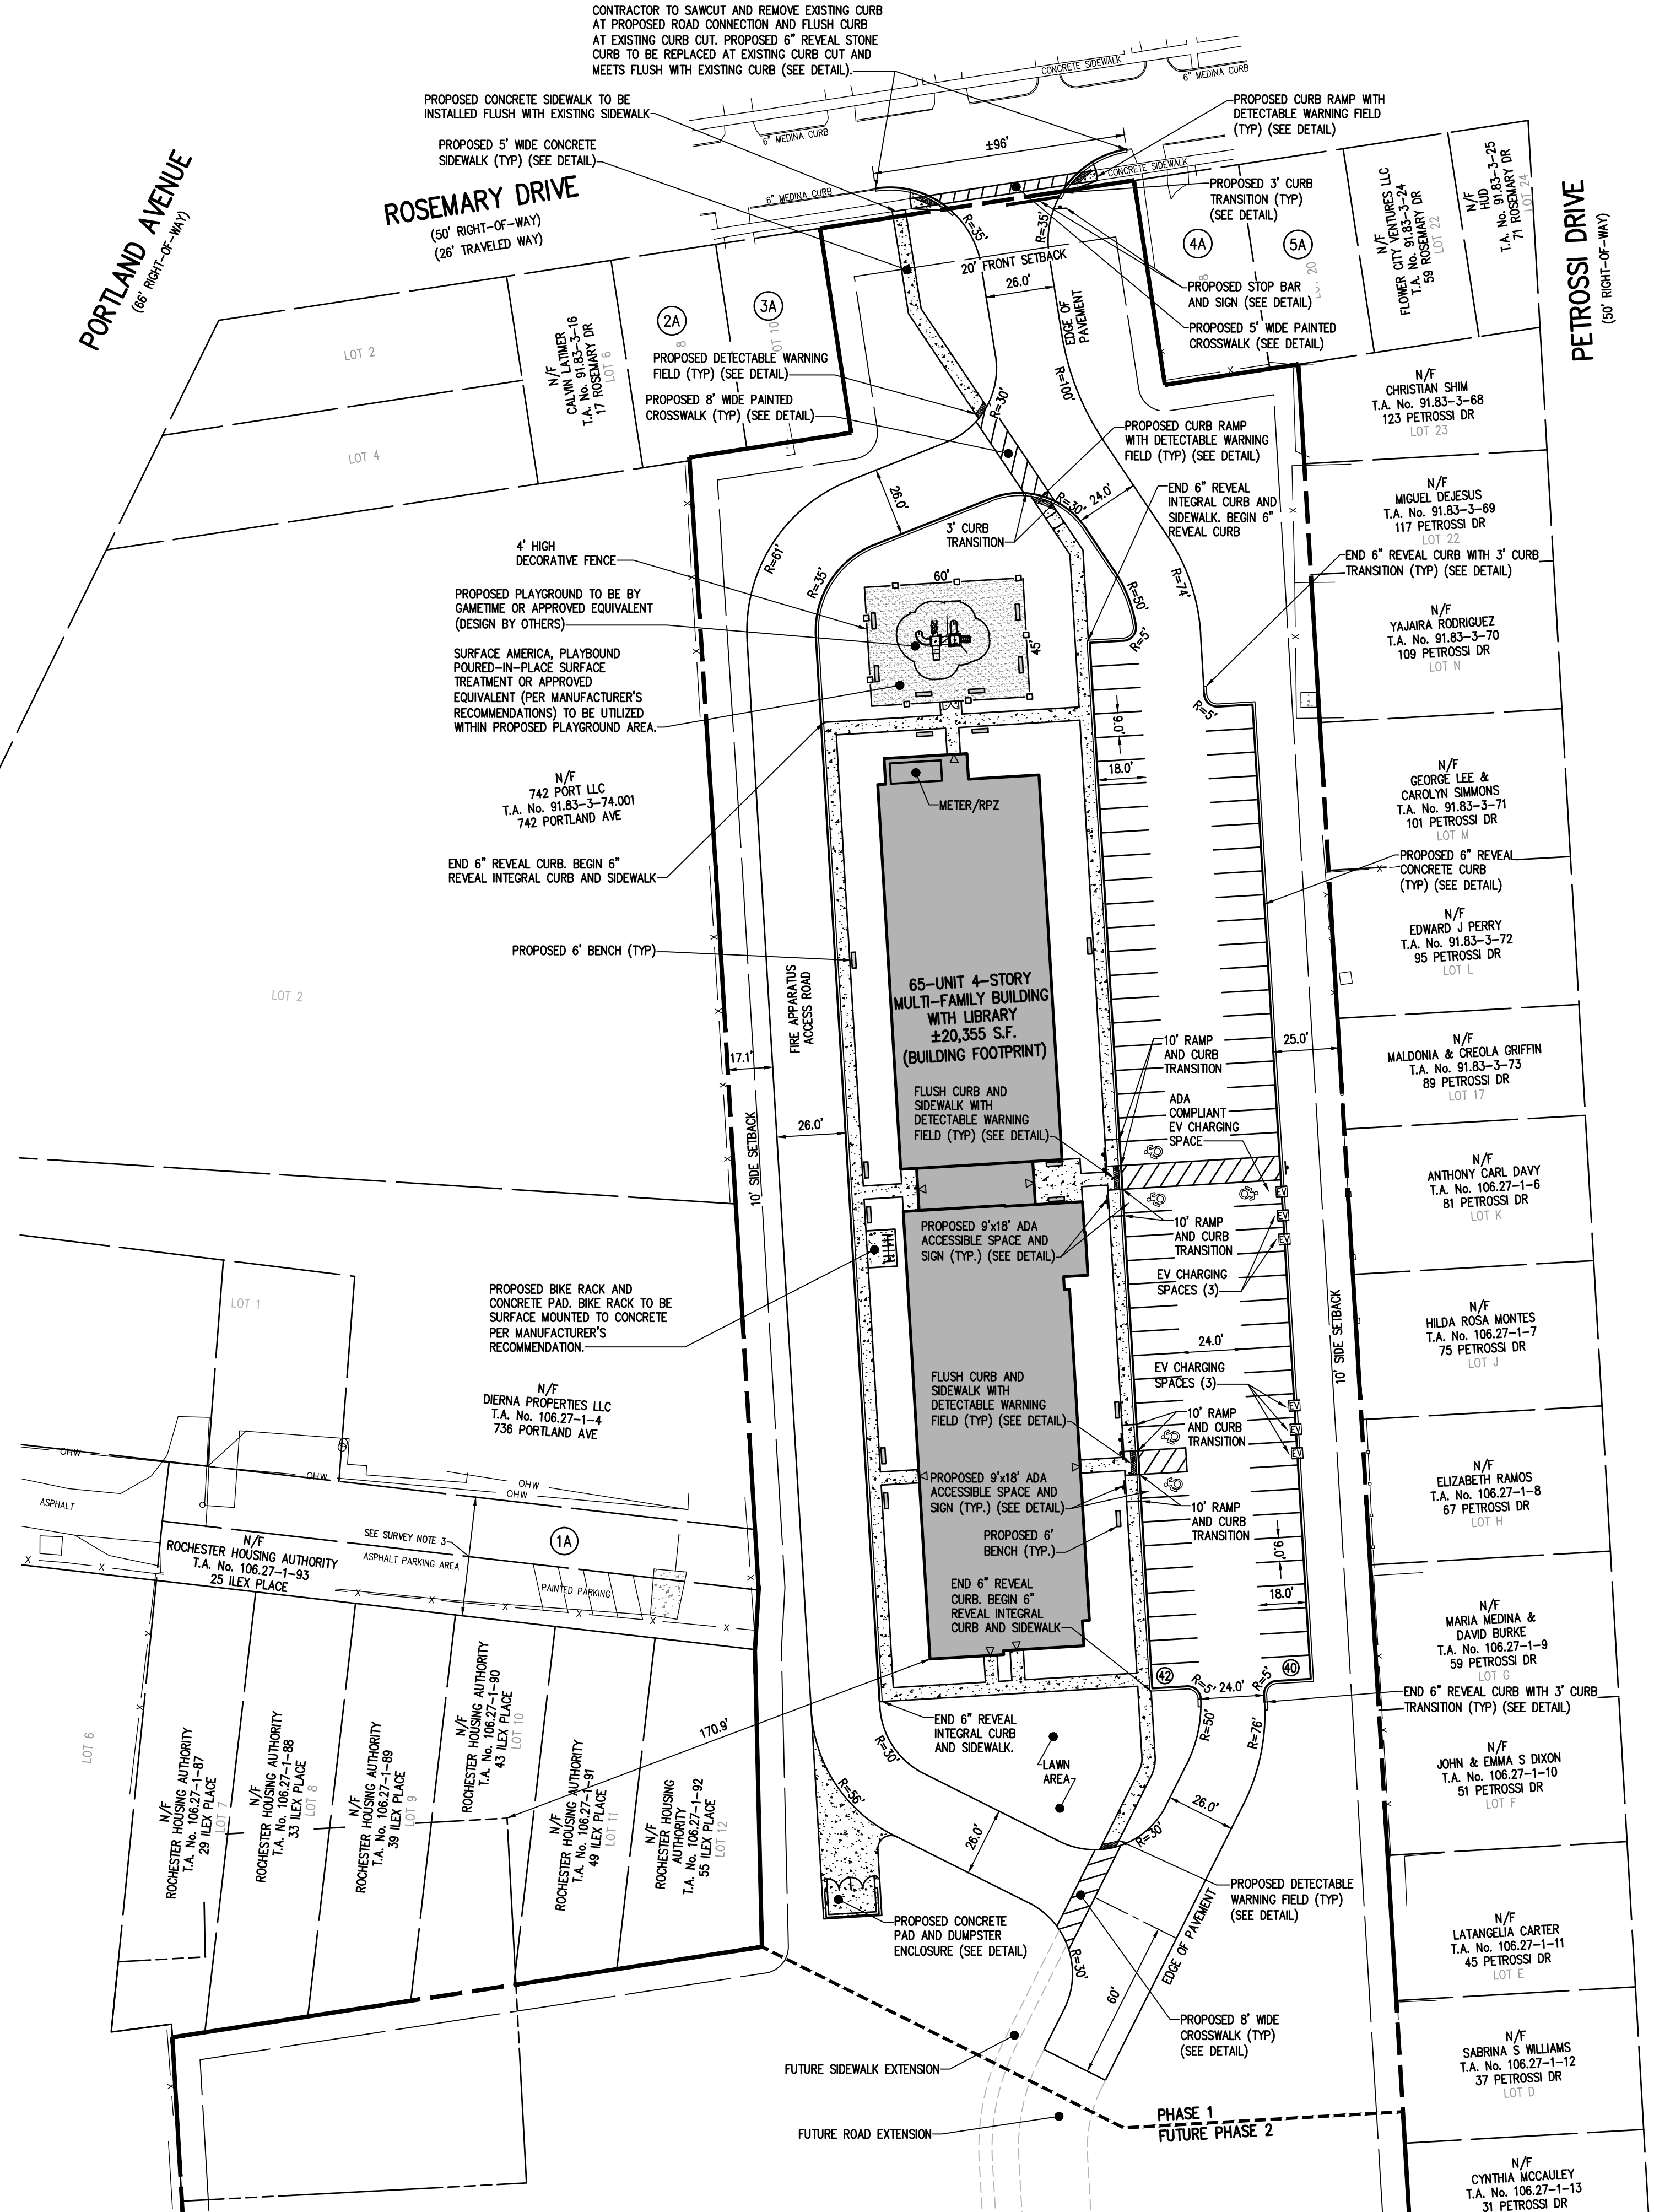 CONTRACTOR TO SAWCUT AND REMOVE EXISTING CURB
AT PROPOSED ROAD CONNECTION AND FLUSH CURB
AT EXISTING CURB CUT. PROPOSED 6" REVEAL STONE
CURB TO BE REPLACED AT EXISTING CURB CUT AND
MEETS FLUSH WITH EXISTING CURB (SEE DETAIL).
CONCRETE SIDEWALK
6" MEDINA CURB
PROPOSED CONCRETE SIDEWALK TO BE
INSTALLED FLUSH WITH EXISTING SIDEWALK
6" MEDINA CURB
PROPOSED CURB RAMP WITH
DETECTABLE WARNING FIELD
(TYP) (SEE DETAIL)
±96'
PROPOSED 5' WIDE CONCRETE
SIDEWALK (TYP) (SEE DETAIL)
CONCRETE SIDEWALK
PORTLAND AVENUE
(66' RIGHT-OF-WAY)
ROSEMARY DRIVE
(50' RIGHT-OF-WAY)
(26' TRAVELED WAY)
6" MEDINA CURB
PROPOSED 3' CURB
TRANSITION (TYP)
(SEE DETAIL)
PETROSSI DRIVE
(50' RIGHT-OF-WAY)
N/F
FLOWER CITY VENTURES LLC
T.A. No. 91.83-3-24
59 ROSEMARY DR
LOT 22
N/F
HUD
T.A. No. 91.83-3-25
71 ROSEMARY DR
LOT 24
R=35'
R=35'
4A
5A
8
20
20' FRONT SETBACK
26.0'
PROPOSED STOP BAR
AND SIGN (SEE DETAIL)
EDGE OF
PAVEMENT
PROPOSED 5' WIDE PAINTED
CROSSWALK (TYP) (SEE DETAIL)
LOT 2
LOT 4
N/F
CALVIN LATIMER
T.A. No. 91.83-3-16
17 ROSEMARY DR
LOT 6
2A
8
3A
LOT 10
PROPOSED DETECTABLE WARNING
FIELD (TYP) (SEE DETAIL)
PROPOSED 8' WIDE PAINTED
CROSSWALK (TYP) (SEE DETAIL)
R=30'
R=100'
N/F
CHRISTIAN SHIM
T.A. No. 91.83-3-68
123 PETROSSI DR
LOT 23
PROPOSED CURB RAMP
WITH DETECTABLE WARNING
FIELD (TYP) (SEE DETAIL)
26.0'
R=30'
24.0'
END 6" REVEAL
INTEGRAL CURB AND
SIDEWALK. BEGIN 6"
REVEAL CURB
N/F
MIGUEL DEJESUS
T.A. No. 91.83-3-69
117 PETROSSI DR
LOT 22
3' CURB
TRANSITION
4' HIGH
DECORATIVE FENCE
R=61'
R=35'
60'
45'
R=50'
R=5'
R=74'
END 6" REVEAL CURB WITH 3' CURB
TRANSITION (TYP) (SEE DETAIL)
PROPOSED PLAYGROUND TO BE BY
GAMETIME OR APPROVED EQUIVALENT
(DESIGN BY OTHERS)
N/F
YAJAIRA RODRIGUEZ
T.A. No. 91.83-3-70
109 PETROSSI DR
LOT N
SURFACE AMERICA, PLAYBOUND
POURED-IN-PLACE SURFACE
TREATMENT OR APPROVED
EQUIVALENT (PER MANUFACTURER'S
RECOMMENDATIONS) TO BE UTILIZED
WITHIN PROPOSED PLAYGROUND AREA.
R=5'
9.0'
18.0'
N/F
742 PORT LLC
T.A. No. 91.83-3-74.001
742 PORTLAND AVE
METER/RPZ
N/F
GEORGE LEE &
CAROLYN SIMMONS
T.A. No. 91.83-3-71
101 PETROSSI DR
LOT M
END 6" REVEAL CURB. BEGIN 6"
REVEAL INTEGRAL CURB AND SIDEWALK
PROPOSED 6" REVEAL
CONCRETE CURB
(TYP) (SEE DETAIL)
N/F
EDWARD J PERRY
T.A. No. 91.83-3-72
95 PETROSSI DR
LOT L
PROPOSED 6' BENCH (TYP)
LOT 2
FIRE APPARATUS
ACCESS ROAD
65-UNIT 4-STORY
MULTI-FAMILY BUILDING
WITH LIBRARY
±20,355 S.F.
(BUILDING FOOTPRINT)
17.1'
25.0'
10' RAMP
AND CURB
TRANSITION
N/F
MALDONIA & CREOLA GRIFFIN
T.A. No. 91.83-3-73
89 PETROSSI DR
LOT 17
FLUSH CURB AND
SIDEWALK WITH
DETECTABLE WARNING
FIELD (TYP) (SEE DETAIL)
ADA
COMPLIANT
EV CHARGING
SPACE
26.0'
10' SIDE SETBACK
N/F
ANTHONY CARL DAVY
T.A. No. 106.27-1-6
81 PETROSSI DR
LOT K
EV
EV
EV
PROPOSED 9'x18' ADA
ACCESSIBLE SPACE AND
SIGN (TYP.) (SEE DETAIL)
10' RAMP
AND CURB
TRANSITION
EV CHARGING
SPACES (3)
PROPOSED BIKE RACK AND
CONCRETE PAD. BIKE RACK TO BE
SURFACE MOUNTED TO CONCRETE
PER MANUFACTURER'S
RECOMMENDATION.
LOT 1
10' SIDE SETBACK
N/F
HILDA ROSA MONTES
T.A. No. 106.27-1-7
75 PETROSSI DR
LOT J
24.0'
EV CHARGING
SPACES (3)
FLUSH CURB AND
SIDEWALK WITH
DETECTABLE WARNING
FIELD (TYP) (SEE DETAIL)
N/F
DIERNA PROPERTIES LLC
T.A. No. 106.27-1-4
736 PORTLAND AVE
EV
EV
EV
10' RAMP
AND CURB
TRANSITION
OHW
OHW
OHW
OHW
ASPHALT
N/F
ELIZABETH RAMOS
T.A. No. 106.27-1-8
67 PETROSSI DR
LOT H
PROPOSED 9'x18' ADA
ACCESSIBLE SPACE AND
SIGN (TYP.) (SEE DETAIL)
10' RAMP
AND CURB
TRANSITION
PROPOSED 6'
BENCH (TYP.)
9.0'
18.0'
SEE SURVEY NOTE 3
1A
ASPHALT PARKING AREA
PAINTED PARKING
N/F
ROCHESTER HOUSING AUTHORITY
T.A. No. 106.27-1-93
25 ILEX PLACE
END 6" REVEAL
CURB. BEGIN 6"
REVEAL INTEGRAL
CURB AND SIDEWALK
N/F
MARIA MEDINA &
DAVID BURKE
T.A. No. 106.27-1-9
59 PETROSSI DR
LOT G
42
40
R=5'
24.0'
R=5'
END 6" REVEAL CURB WITH 3' CURB
TRANSITION (TYP) (SEE DETAIL)
LOT 6
N/F
ROCHESTER HOUSING AUTHORITY
T.A. No. 106.27-1-87
29 ILEX PLACE
LOT 7
N/F
ROCHESTER HOUSING AUTHORITY
T.A. No. 106.27-1-88
33 ILEX PLACE
LOT 8
N/F
ROCHESTER HOUSING AUTHORITY
T.A. No. 106.27-1-89
39 ILEX PLACE
LOT 9
N/F
ROCHESTER HOUSING AUTHORITY
T.A. No. 106.27-1-90
43 ILEX PLACE
LOT 10
N/F
ROCHESTER HOUSING AUTHORITY
T.A. No. 106.27-1-91
49 ILEX PLACE
LOT 11
N/F
ROCHESTER HOUSING
AUTHORITY
T.A. No. 106.27-1-92
55 ILEX PLACE
LOT 12
170.9'
END 6" REVEAL
INTEGRAL CURB
AND SIDEWALK.
R=30'
R=56'
LAWN
AREA
R=50'
R=76'
N/F
JOHN & EMMA S DIXON
T.A. No. 106.27-1-10
51 PETROSSI DR
LOT F
26.0'
26.0'
R=30'
PROPOSED DETECTABLE
WARNING FIELD (TYP)
(SEE DETAIL)
PROPOSED CONCRETE
PAD AND DUMPSTER
ENCLOSURE (SEE DETAIL)
R=30'
EDGE OF PAVEMENT
60'
N/F
LATANGELIA CARTER
T.A. No. 106.27-1-11
45 PETROSSI DR
LOT E
PROPOSED 8' WIDE
CROSSWALK (TYP)
(SEE DETAIL)
FUTURE SIDEWALK EXTENSION
N/F
SABRINA S WILLIAMS
T.A. No. 106.27-1-12
37 PETROSSI DR
LOT D
FUTURE ROAD EXTENSION
PHASE 1
FUTURE PHASE 2
N/F
CYNTHIA MCCAULEY
T.A. No. 106.27-1-13
31 PETROSSI DR